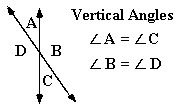 Vertical Angles
A
∠A = ∠C
D B
∠B = ∠D
C